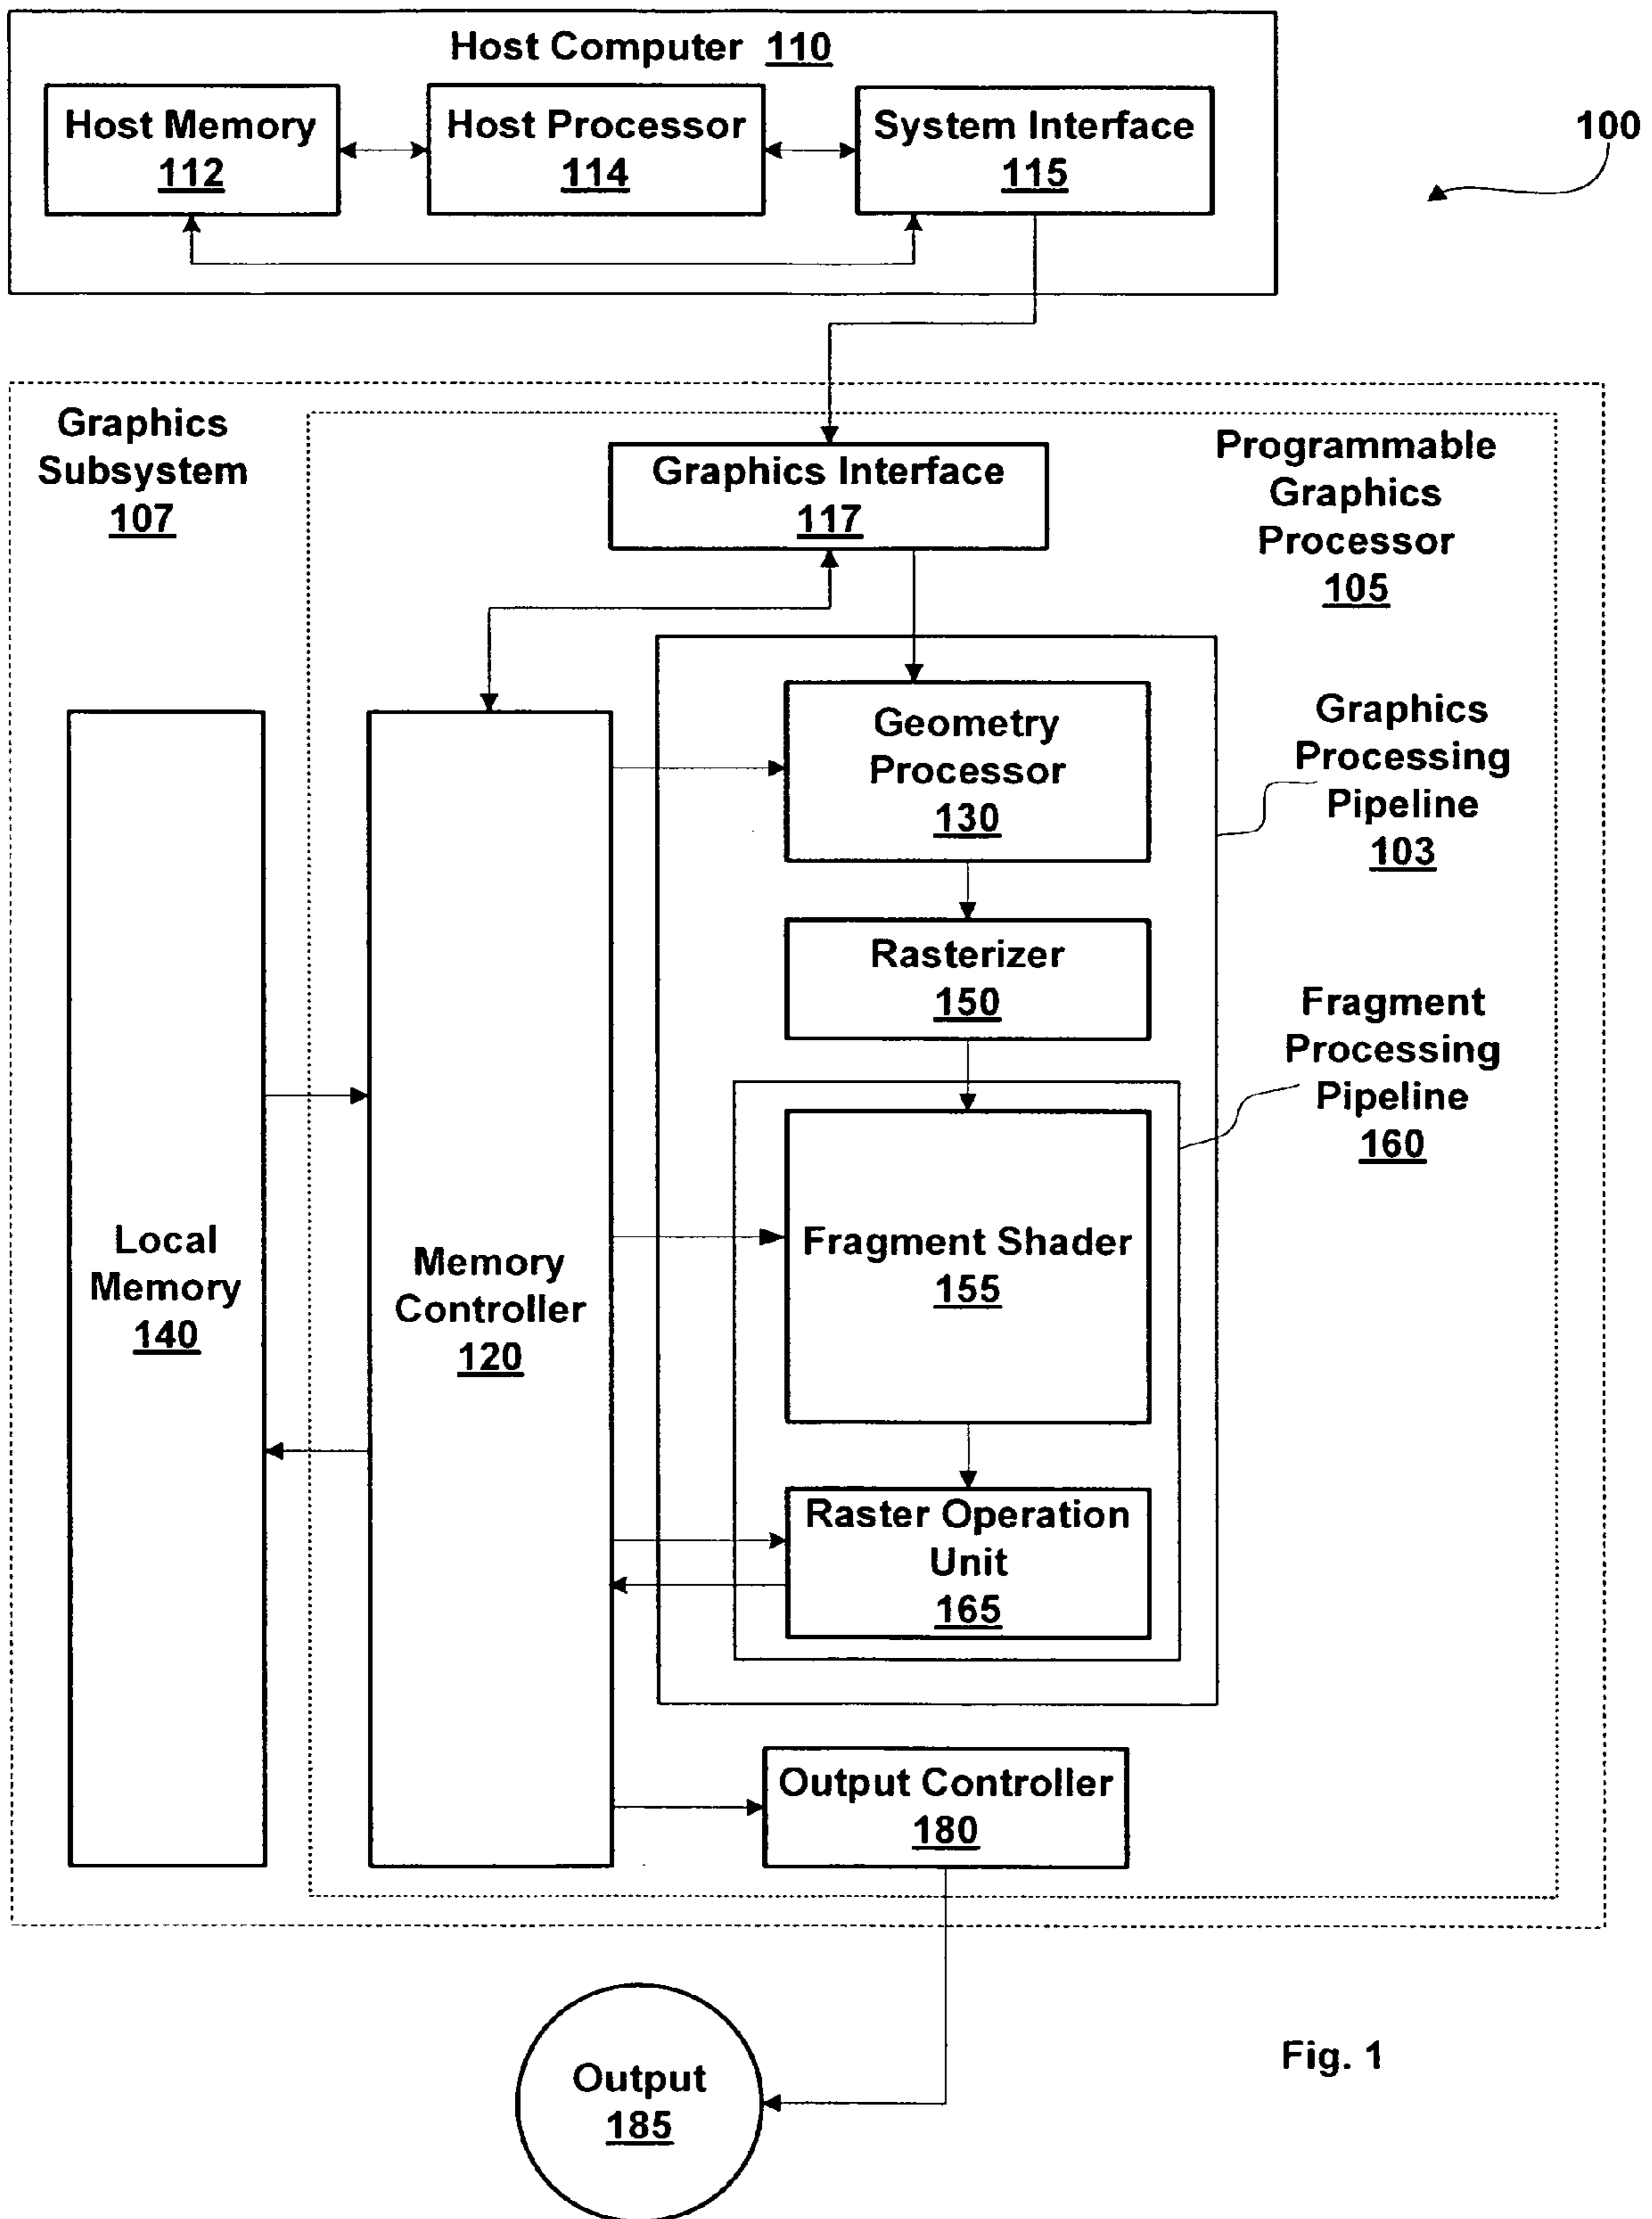 Host Computer 110
Host Memory
112
Host Processor
114
System Interface
115
100
Graphics
Subsystem
107
Graphics Interface
117
Programmable
Graphics
Processor
105
Geometry
Processor
130
Graphics
Processing
Pipeline
103
Rasterizer
150
Fragment
Processing
Pipeline
160
Local
Memory
140
Memory
Controller
120
Fragment Shader
155
Raster Operation
Unit
165
Output Controller
180
Output
185
Fig. 1